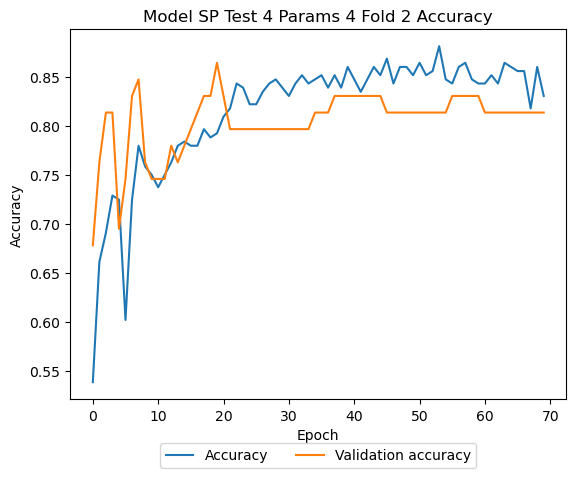 Model SP Test 4 Params 4 Fold 2 Accuracy
Accuracy
0.85
0.80
0.75
0.70
0.65
0.60
0.55
0 10 20 30 40 50 60 70
Epoch
Accuracy Validation accuracy